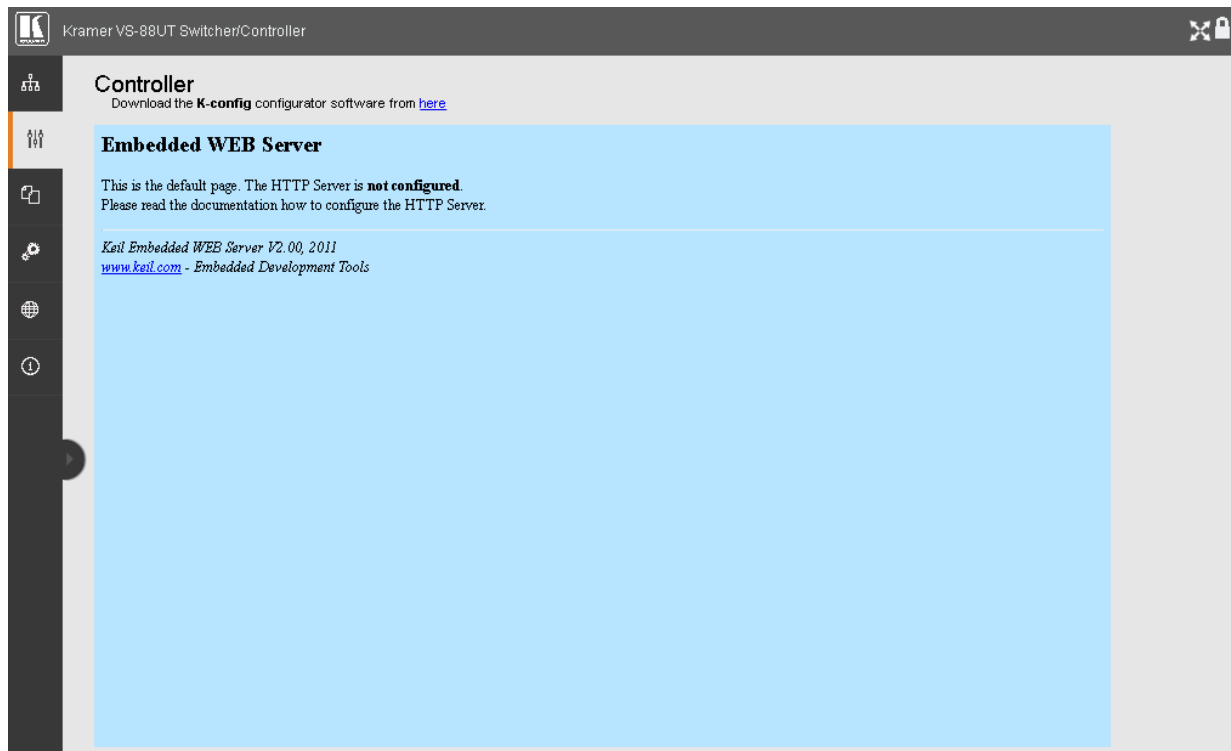 Kramer VS-88UT Switcher/Controller
Controller
Download the K-config configurator software from here
Embedded WEB Server
This is the default page. The HTTP Server is not configured.
Please read the documentation how to configure the HTTP Server.
Keil Embedded WEB Server V2.00, 2011
www.keil.com - Embedded Development Tools